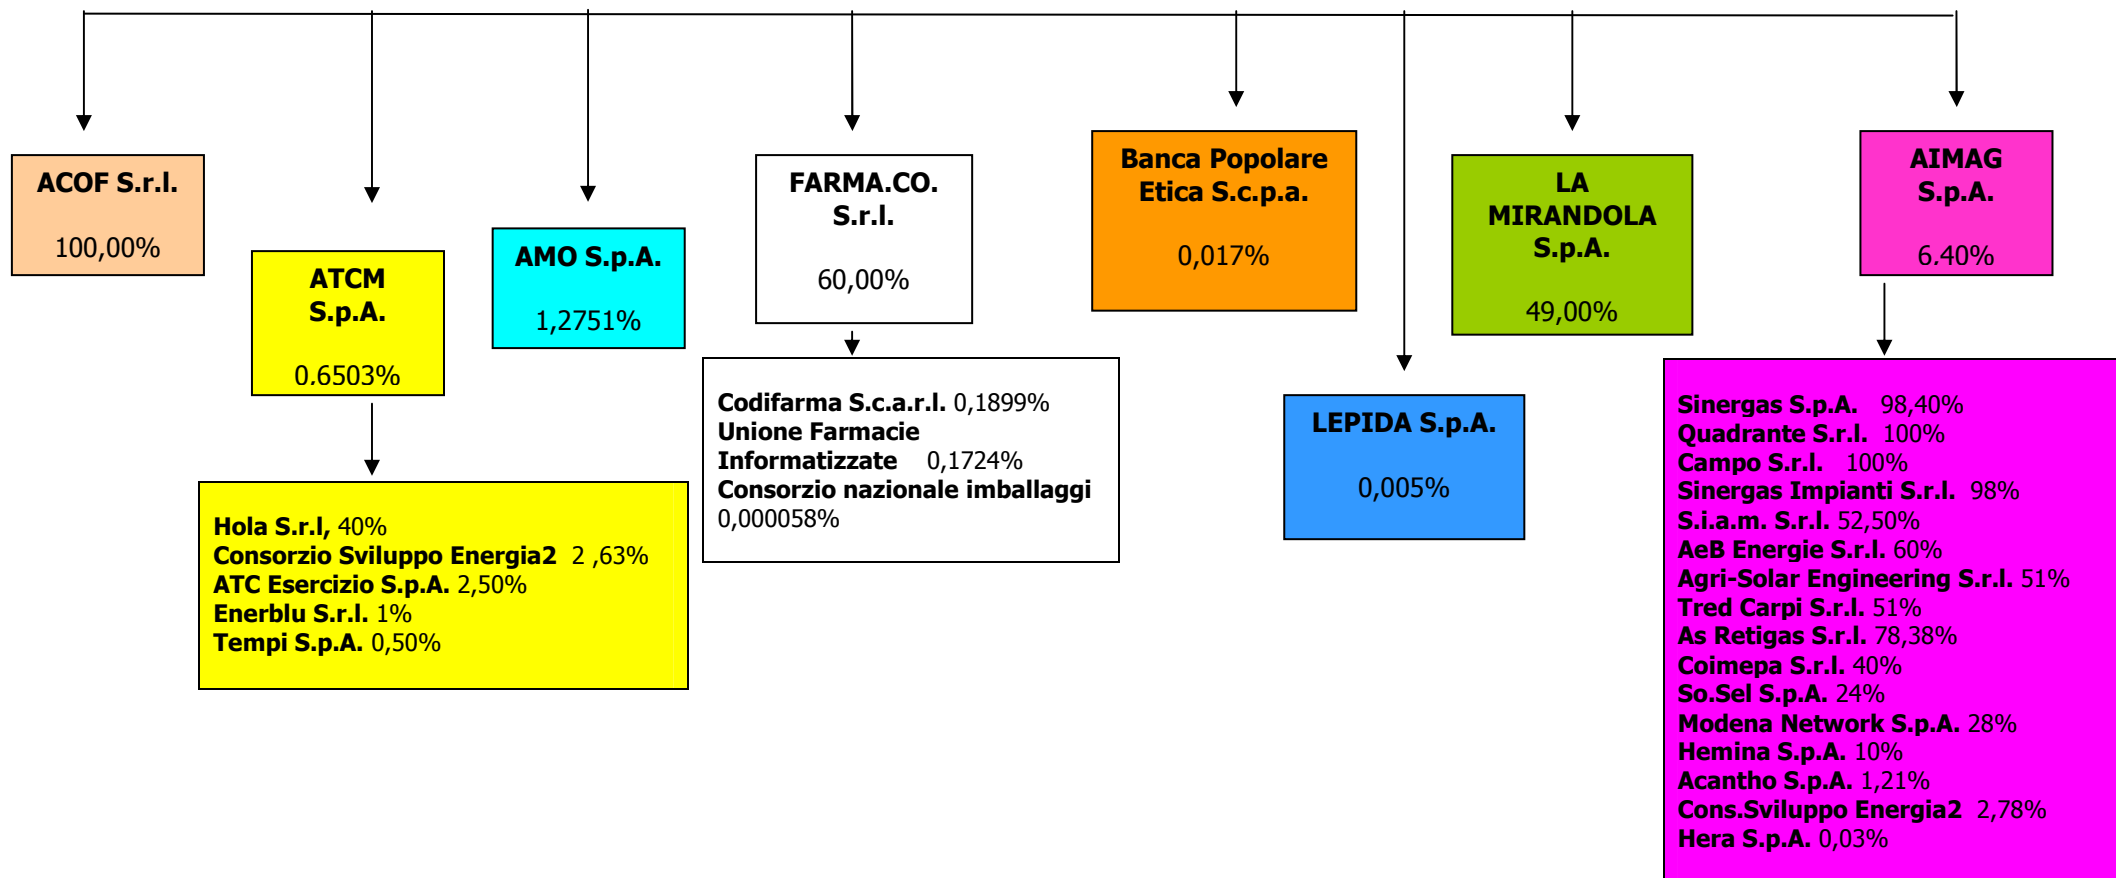 ACOF S.r.l.
100,00%
ATCM
S.p.A.
0,6503%
Hola S.r.l, 40%
Consorzio Sviluppo Energia2 2 ,63%
ATC Esercizio S.p.A. 2,50%
Enerblu S.r.l. 1%
Tempi S.p.A. 0,50%
AMO S.p.A.
1,2751%
FARMA.CO.
S.r.l.
60,00%
Codifarma S.c.a.r.l. 0,1899%
Unione Farmacie
Informatizzate 0,1724%
Consorzio nazionale imballaggi
0,000058%
Banca Popolare
Etica S.c.p.a.
0,017%
LEPIDA S.p.A.
0,005%
LA
MIRANDOLA
S.p.A.
49,00%
AIMAG
S.p.A.
6,40%
Sinergas S.p.A. 98,40%
Quadrante S.r.l. 100%
Campo S.r.l. 100%
Sinergas Impianti S.r.l. 98%
S.i.a.m. S.r.l. 52,50%
AeB Energie S.r.l. 60%
Agri-Solar Engineering S.r.l. 51%
Tred Carpi S.r.l. 51%
As Retigas S.r.l. 78,38%
Coimepa S.r.l. 40%
So.Sel S.p.A. 24%
Modena Network S.p.A. 28%
Hemina S.p.A. 10%
Acantho S.p.A. 1,21%
Cons.Sviluppo Energia2 2,78%
Hera S.p.A. 0,03%